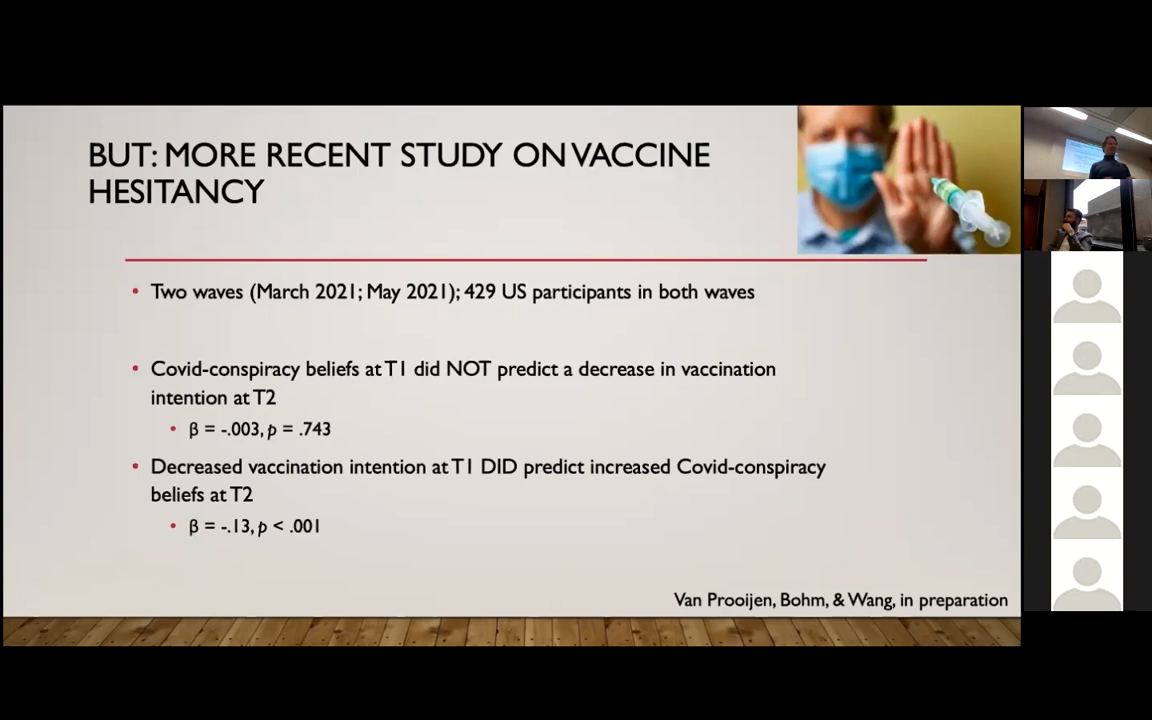 BUT: MORE RECENT STUDY ON VACCINE
HESITANCY
• Two waves (March 2021; May 2021); 429 US participants in both waves
• Covid-conspiracy beliefs at T1 did NOT predict a decrease in vaccination
intention at T2
• β = -.003, p = .743
• Decreased vaccination intention at T1 DID predict increased Covid-conspiracy
beliefs at T2
• β = -.13, p < .001
Van Prooijen, Bohm, & Wang, in preparation